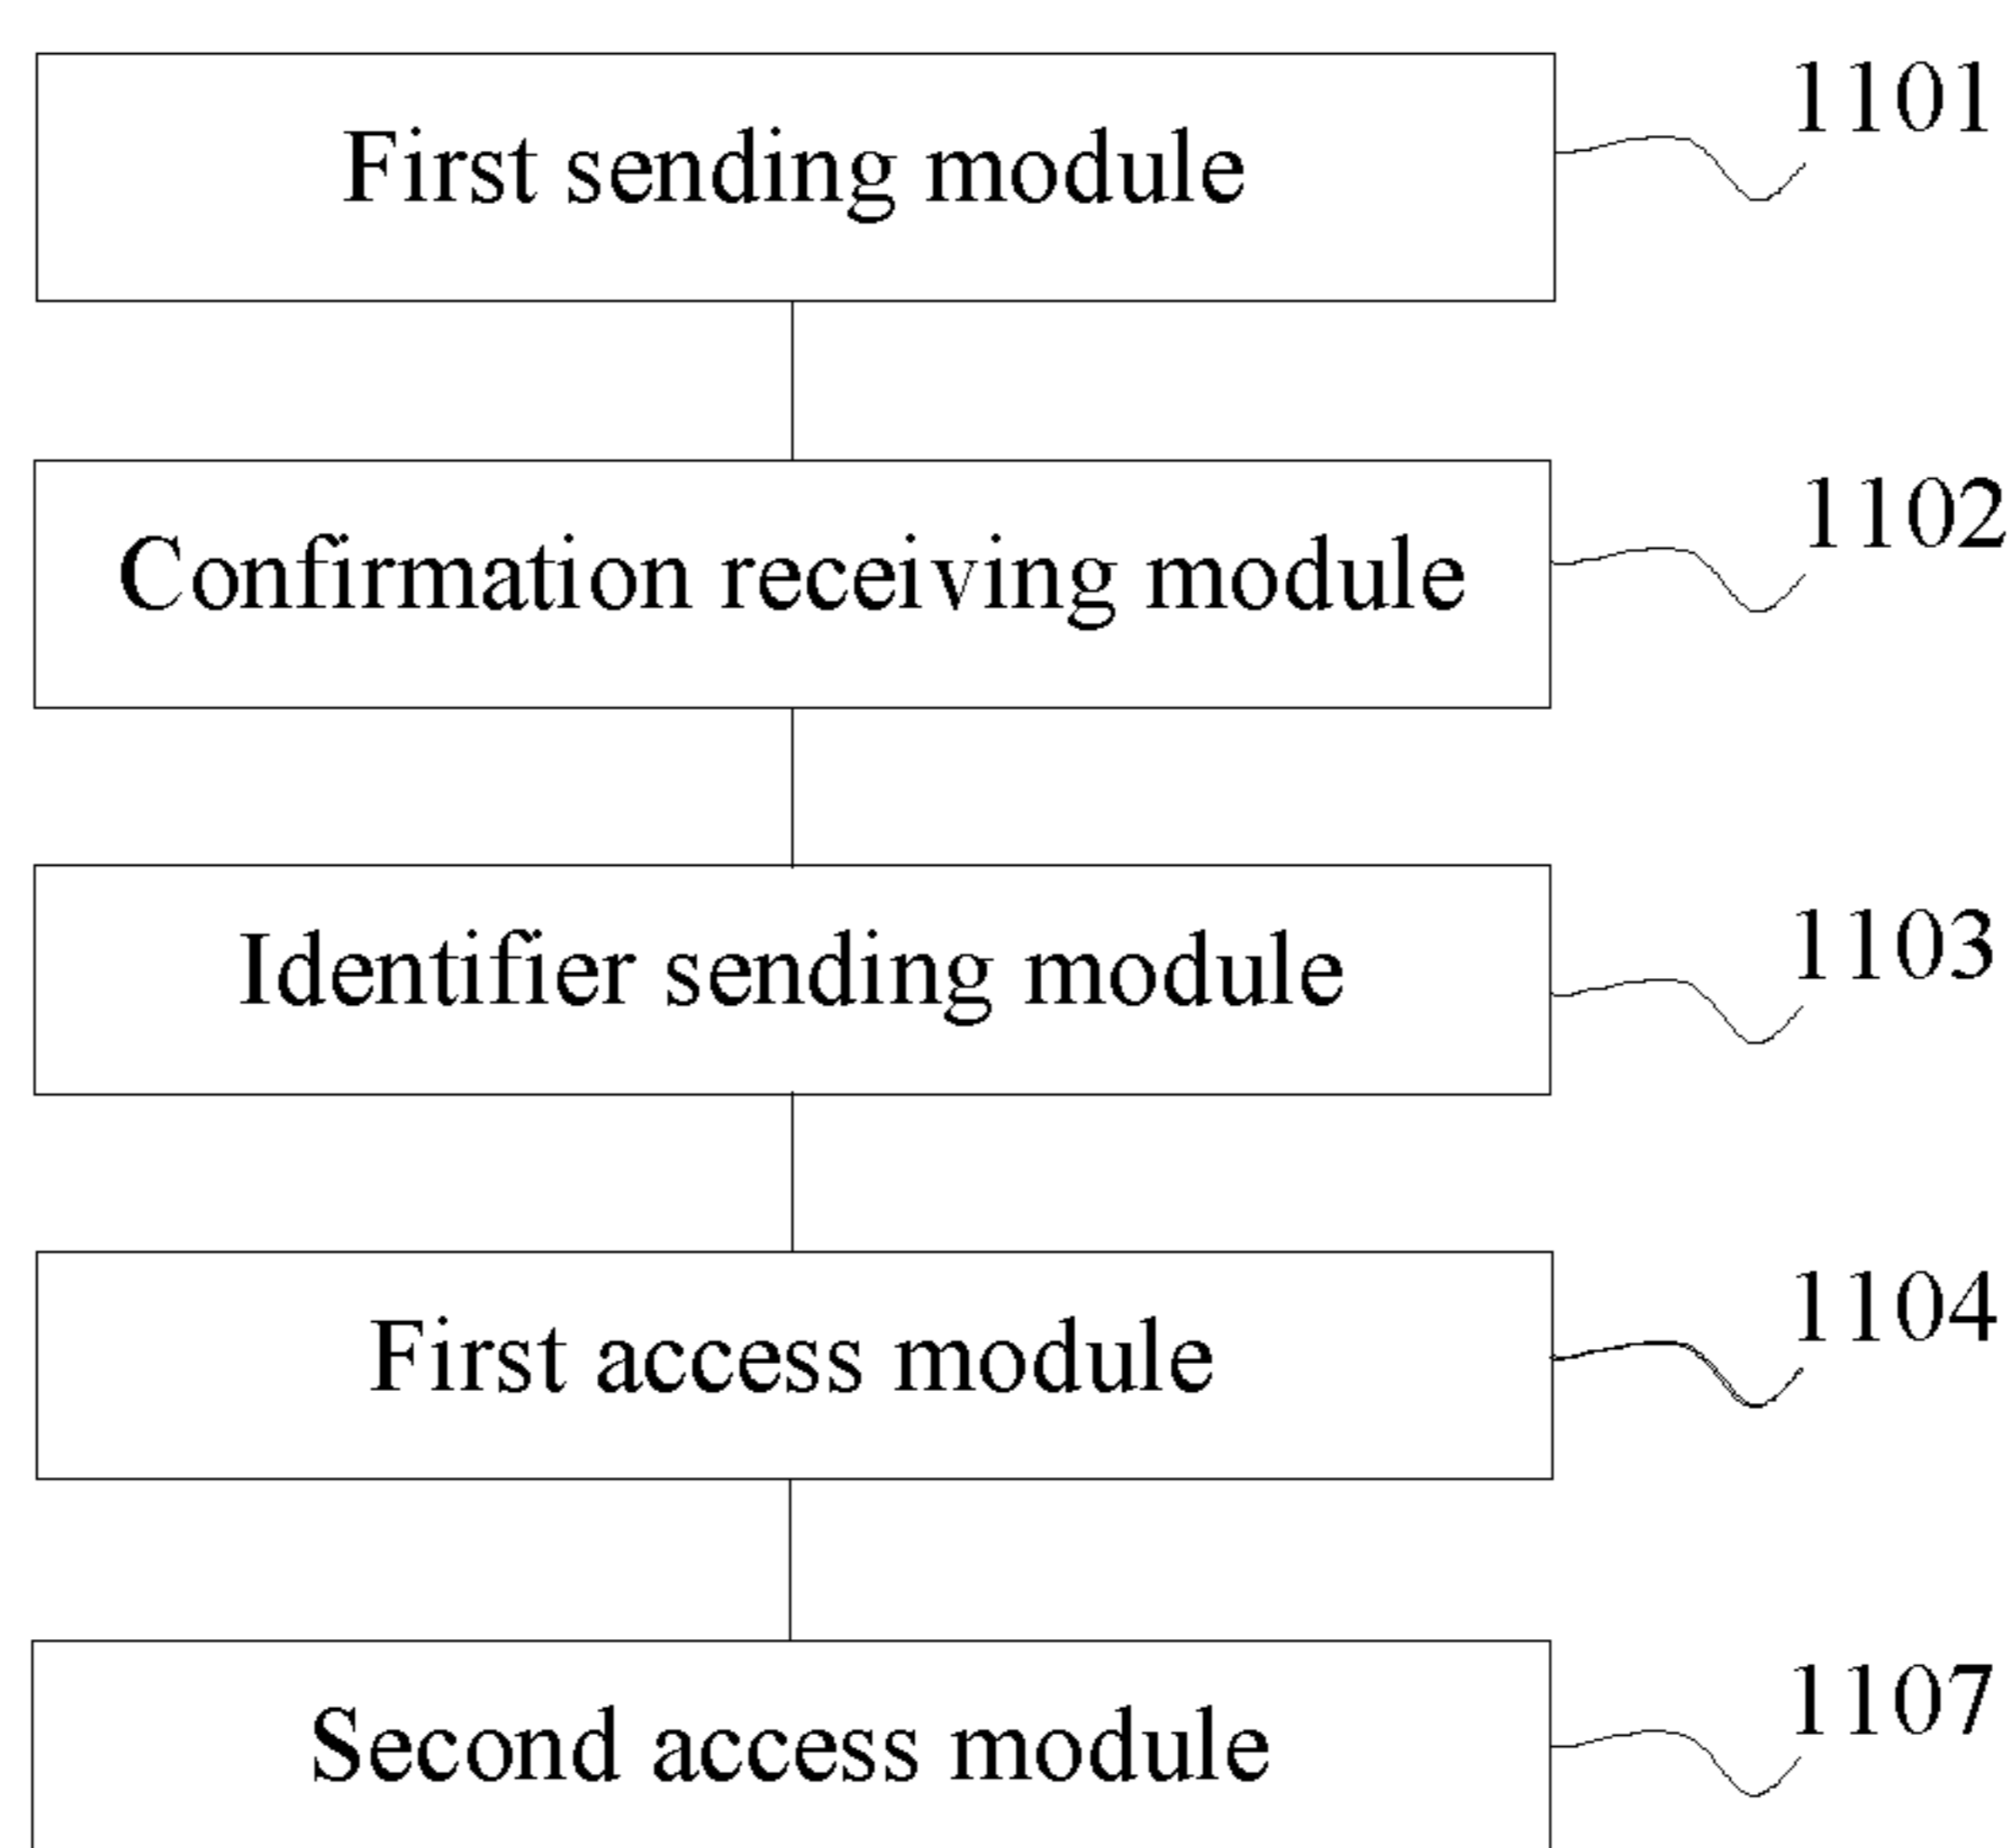 First sending module
1101
Confirmation receiving module
1102
Identifier sending module
1103
First access module
1104
Second access module
1107